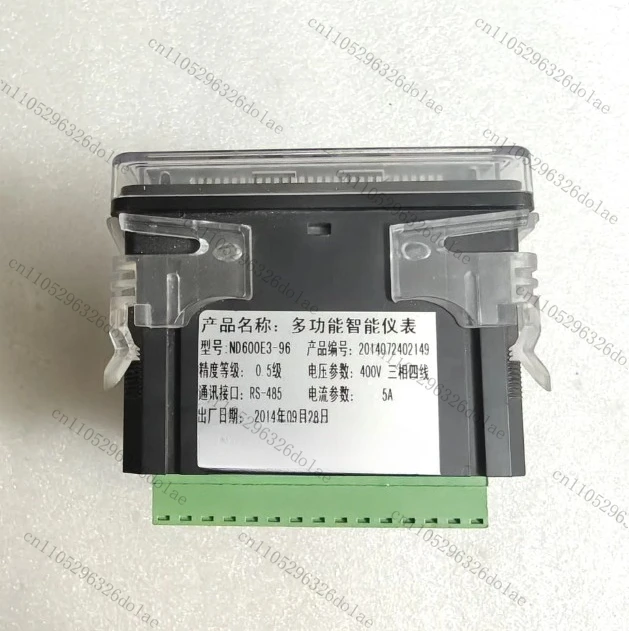 产品名称： 多功能智能仪表
型号：ND600E3-96 产品编号：2014072402149
精度等级： 0.5级 电压参数：400V 三相四线
通讯接口：RS-485 电流参数： 5A
出厂日期：2014年09月28日
cn1105296326dolae
cn1105296326dolae
cn1105296326dolae
cn1105296326dolae
cn1105296326dolae
cn1105296326dolae
cn1105296326dolae
cn1105296326dolae
cn1105296326dolae
cn1105296326dolae
cn1105296326dolae
cn1105296326dolae